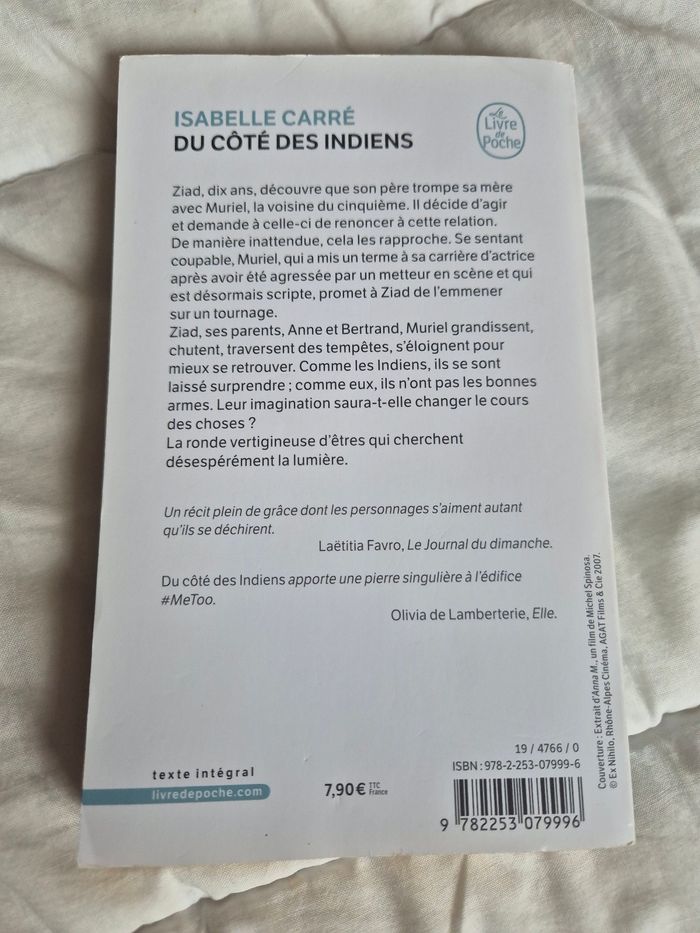 ISABELLE CARRÉ
DU CÔTÉ DES INDIENS
Le
Livre
de
Poche
Ziad, dix ans, découvre que son père trompe sa mère
avec Muriel, la voisine du cinquième. Il décide d'agir
et demande à celle-ci de renoncer à cette relation.
De manière inattendue, cela les rapproche. Se sentant
coupable, Muriel, qui a mis un terme à sa carrière d'actrice
après avoir été agressée par un metteur en scène et qui
est désormais scripte, promet à Ziad de l'emmener
sur un tournage.
Ziad, ses parents, Anne et Bertrand, Muriel grandissent,
chutent, traversent des tempêtes, s'éloignent pour
mieux se retrouver. Comme les Indiens, ils se sont
laissé surprendre ; comme eux, ils n'ont pas les bonnes
armes. Leur imagination saura-t-elle changer le cours
des choses ?
La ronde vertigineuse d'êtres qui cherchent
désespérément la lumière.
Un récit plein de grâce dont les personnages s'aiment autant
qu'ils se déchirent.
Laëtitia Favro, Le Journal du dimanche.
Du côté des Indiens apporte une pierre singulière à l'édifice
#MeToo.
Olivia de Lamberterie, Elle.
Couverture : Extrait d'Anna M., un film de Michel Spinosa.
© Ex Nihilo, Rhône-Alpes Cinéma, AGAT Films & Cie 2007.
texte intégral
livredepoche.com
7,90 € TTC
France
19 / 4766 / 0
ISBN : 978-2-253-07999-6
9 782253 079996